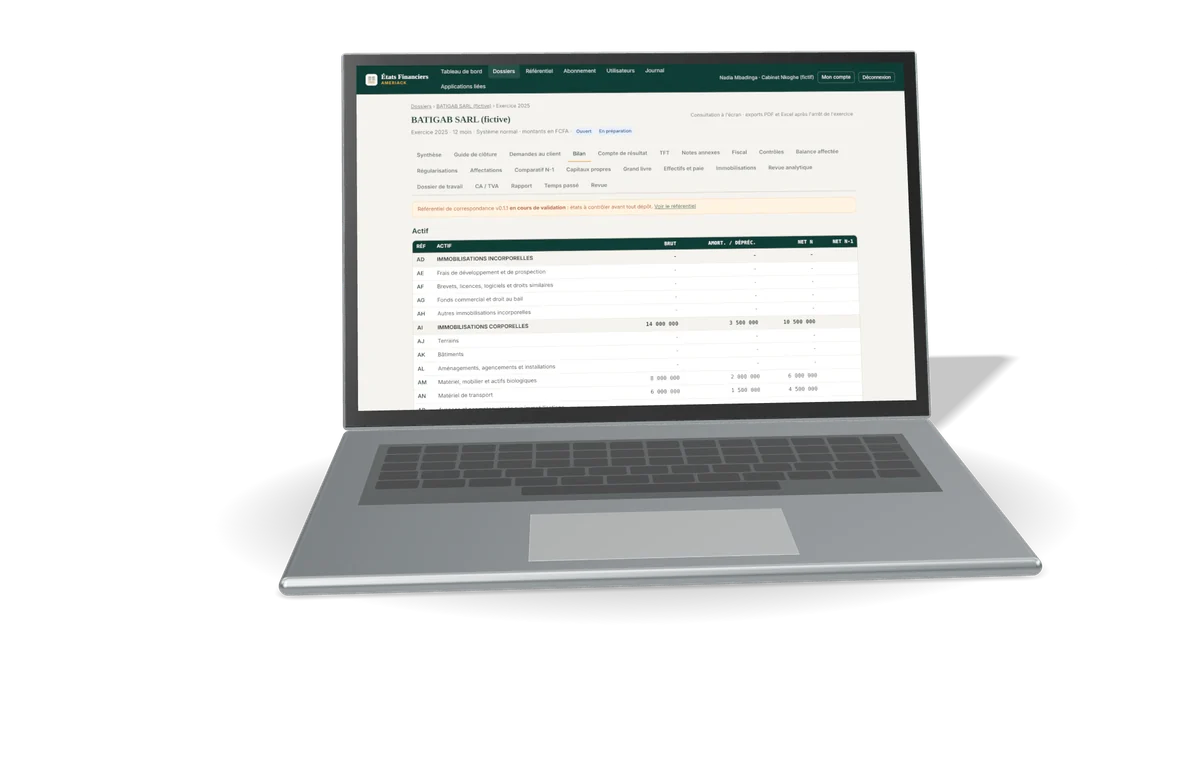 États Financiers
AMERIACK
Tableau de bord Dossiers Référentiel Abonnement Utilisateurs Journal
Applications liées
Nadia Mbadinga · Cabinet Nkoghe (fictif) Mon compte Déconnexion
Dossiers › BATIGAB SARL (fictive) › Exercice 2025
BATIGAB SARL (fictive)
Consultation à l'écran · exports PDF et Excel après l'arrêt de l'exercice
Exercice 2025 · 12 mois · Système normal · montants en FCFA Ouvert En préparation
Synthèse Guide de clôture Demandes au client Bilan Compte de résultat TFT Notes annexes Fiscal Contrôles Balance affectée
Régularisations Affectations Comparatif N-1 Capitaux propres Grand livre Effectifs et paie Immobilisations Revue analytique
Dossier de travail CA / TVA Rapport Temps passé Revue
Référentiel de correspondance en cours de validation · états à contrôler avant tout dépôt. Voir le référentiel
Actif
RÉF ACTIF BRUT AMORT. / DÉPRÉC. NET N NET N-1
AD IMMOBILISATIONS INCORPORELLES - - -
AE Frais de développement et de prospection - - -
AF Brevets, licences, logiciels et droits similaires - - -
AG Fonds commercial et droit au bail - - -
AH Autres immobilisations incorporelles - - -
AI IMMOBILISATIONS CORPORELLES 14 000 000 3 500 000 10 500 000
AJ Terrains - - -
AK Bâtiments - - -
AL Aménagements, agencements et installations - - -
AM Matériel, mobilier et actifs biologiques 8 000 000 2 000 000 6 000 000
AN Matériel de transport 6 000 000 1 500 000 4 500 000